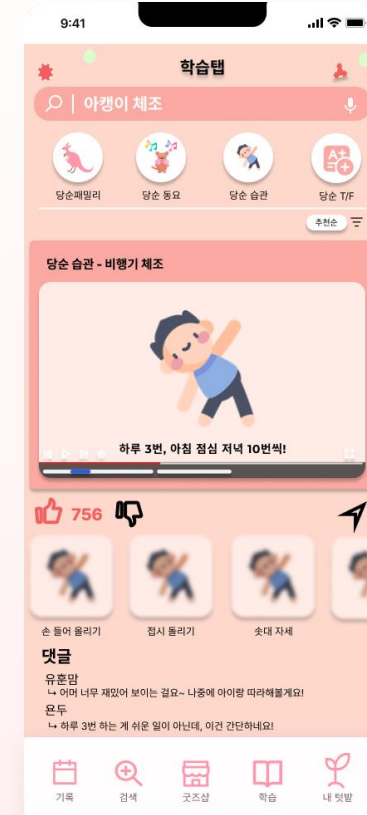 9:41
학습탭
아캥이 체조
당순패밀리
당순 동요
당순 습관
당순 T/F
추천순
당순 습관 - 비행기 체조
하루 3번, 아침 점심 저녁 10번씩!
756
손 들어 올리기
접시 돌리기
솟대 자세
댓글
유훈맘
↳ 어머 너무 재밌어 보이는 걸요~ 나중에 아이랑 따라해볼게요!
윤두
↳ 하루 3번 하는 게 쉬운 일이 아닌데, 이건 간단하네요!
기록
검색
굿즈샵
학습
내 텃밭